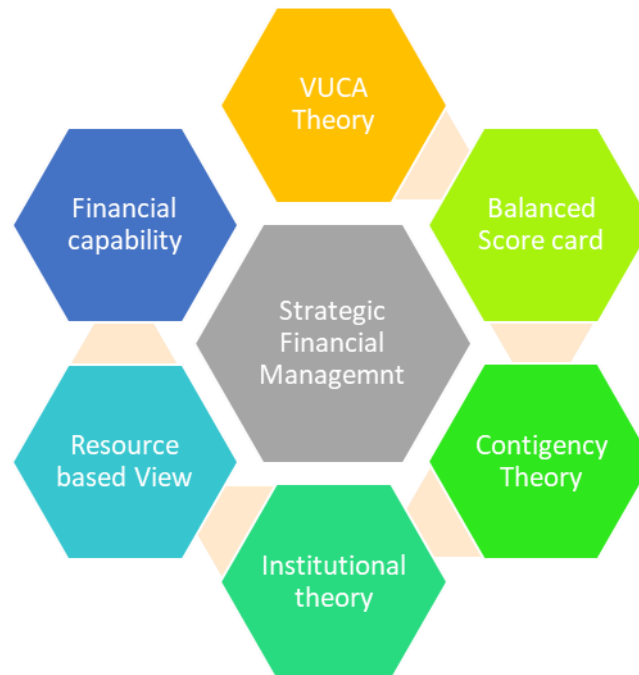 VUCA
Theory
Financial
capability
Balanced
Score card
Strategic
Financial
Managemnt
Resource
based View
Contigency
Theory
Institutional
theory